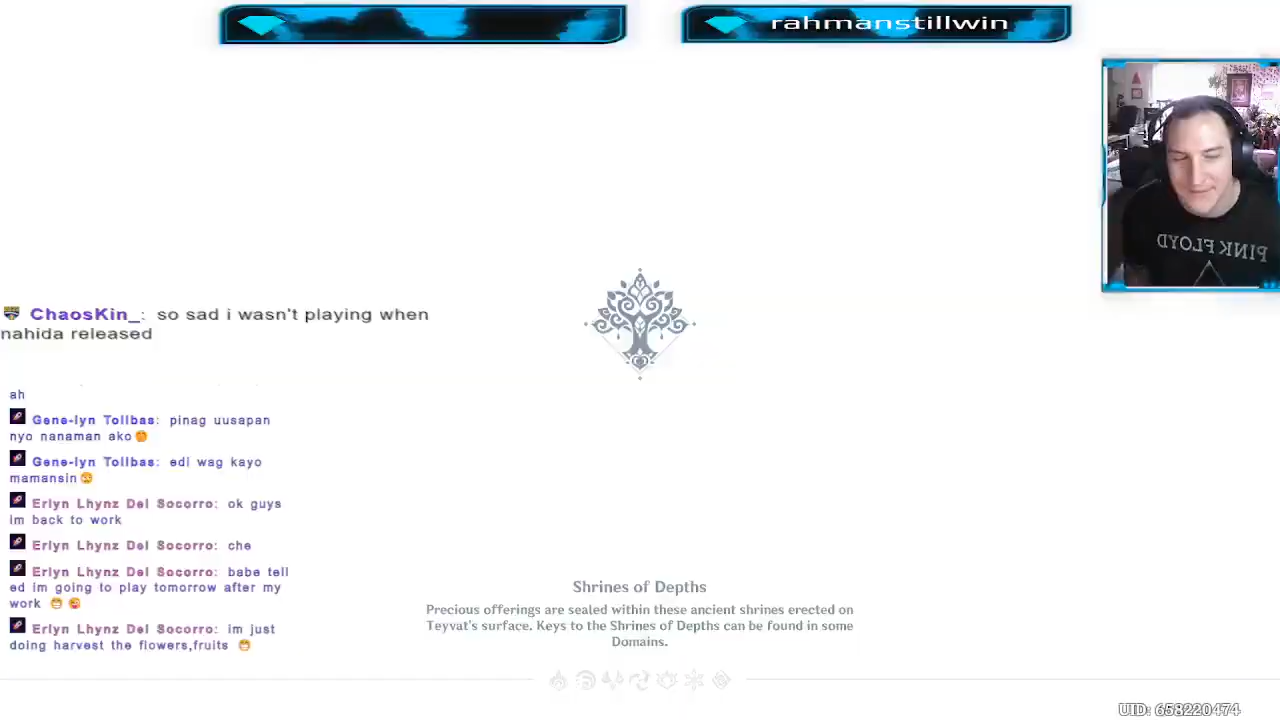 rahmanstillwin
PINK FLOYD
ChaosKin_: so sad i wasn't playing when
nahida released
ah
Gene-lyn Tollbas: pinag uusapan
nyo nanaman ako🤭
Gene-lyn Tollbas: edi wag kayo
mamansin
Erlyn Lhynz Del Socorro: ok guys
im back to work
Erlyn Lhynz Del Socorro: che
Erlyn Lhynz Del Socorro: babe tell
ed im going to play tomorrow after my
work 😁😜
Erlyn Lhynz Del Socorro: im just
doing harvest the flowers,fruits 😁
Shrines of Depths
Precious offerings are sealed within these ancient shrines erected on
Teyvat's surface. Keys to the Shrines of Depths can be found in some
Domains.
UID: 658220474